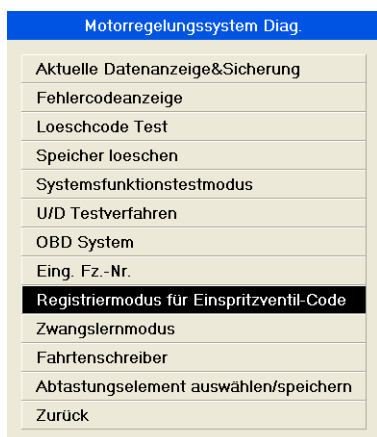 Motorregelungssystem Diag.
Aktuelle Datenanzeige&Sicherung
Fehlercodeanzeige
Loeschcode Test
Speicher loeschen
Systemsfunktionstestmodus
U/D Testverfahren
OBD System
Eing. Fz.-Nr.
Registriermodus für Einspritzventil-Code
Zwangslernmodus
Fahrtenschreiber
Abtastungselement auswählen/speichern
Zurück